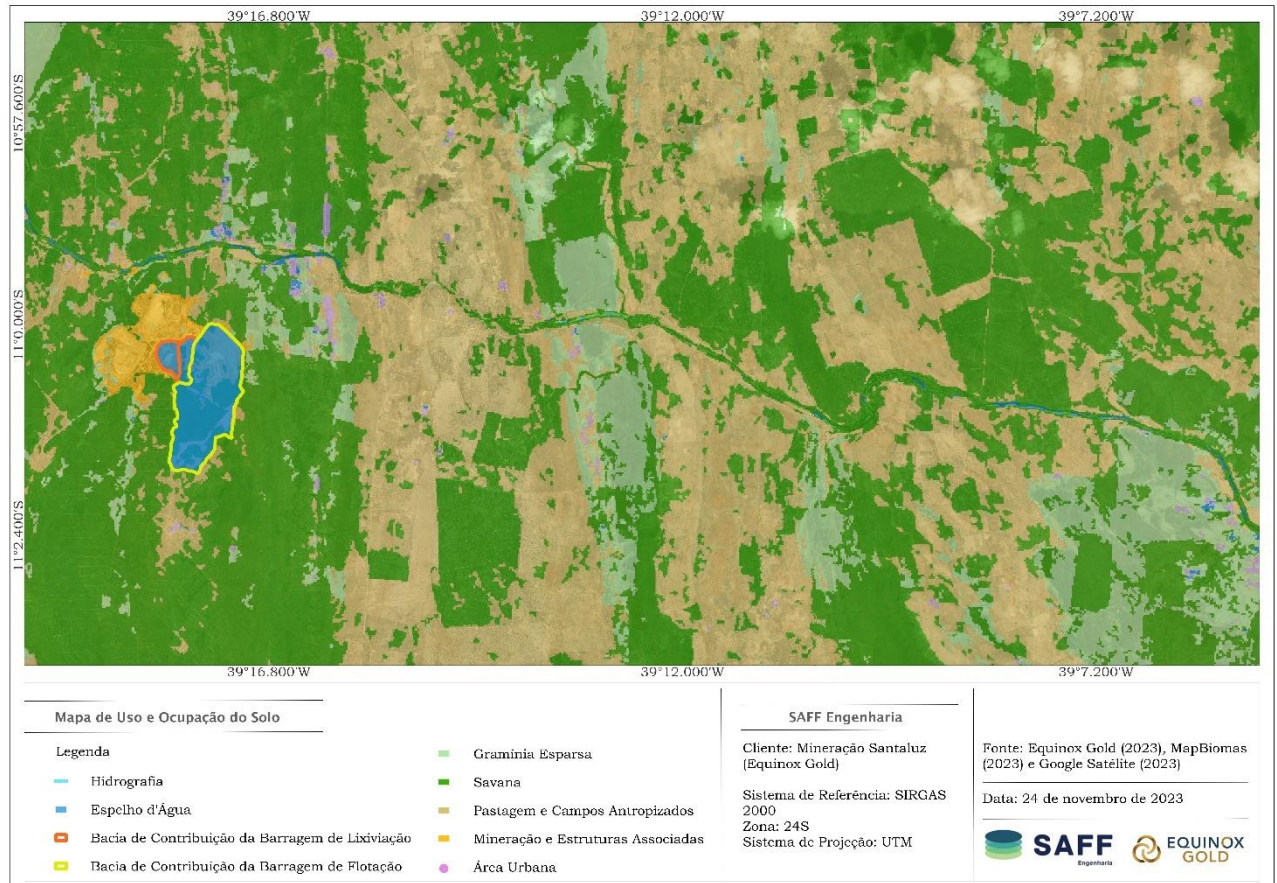 39°16.800'W
39°12.000'W
39°7.200'W
10°57.600'S
11°0.000'S
11°2.400'S
39°16.800'W
39°12.000'W
39°7.200'W
Mapa de Uso e Ocupação do Solo
Legenda
Hidrografia
Espelho d'Água
Bacia de Contribuição da Barragem de Lixiviação
Bacia de Contribuição da Barragem de Flotação
Gramínia Esparsa
Savana
Pastagem e Campos Antropizados
Mineração e Estruturas Associadas
Área Urbana
SAFF Engenharia
Cliente: Mineração Santaluz
(Equinox Gold)
Sistema de Referência: SIRGAS
2000
Zona: 24S
Sistema de Projeção: UTM
Fonte: Equinox Gold (2023), MapBiomas
(2023) e Google Satélite (2023)
Data: 24 de novembro de 2023
SAFF
Engenharia
EQUINOX
GOLD